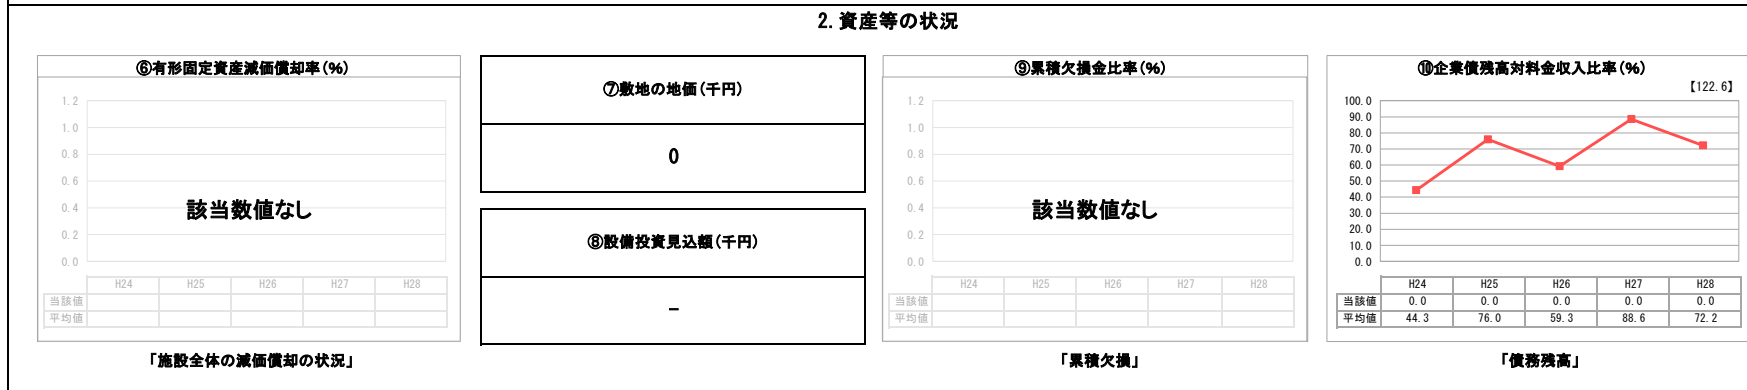 2. 資産等の状況
⑥有形固定資産減価償却率(%)
1.2
1.0
0.8
0.6
0.4
0.2
0.0
該当数値なし
H24 H25 H26 H27 H28
当該値
平均値
「施設全体の減価償却の状況」
⑦敷地の地価(千円)
0
⑧設備投資見込額(千円)
-
⑨累積欠損金比率(%)
1.2
1.0
0.8
0.6
0.4
0.2
0.0
該当数値なし
H24 H25 H26 H27 H28
当該値
平均値
「累積欠損」
⑩企業債残高対料金収入比率(%)
【122.6】
100.0
90.0
80.0
70.0
60.0
50.0
40.0
30.0
20.0
10.0
0.0
H24 H25 H26 H27 H28
当該値 0.0 0.0 0.0 0.0 0.0
平均値 44.3 76.0 59.3 88.6 72.2
「債務残高」